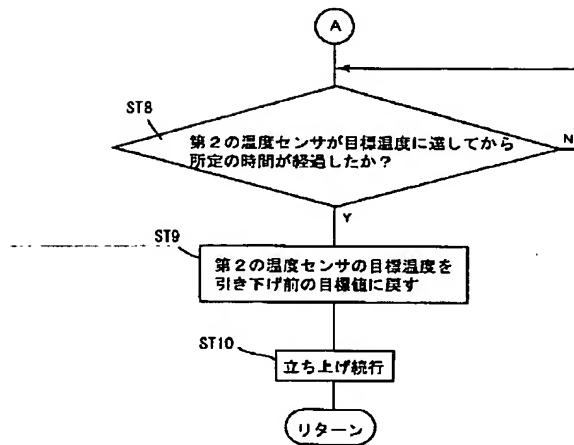 A
ST8
第2の温度センサが目標温度に達してから
所定の時間が経過したか?
N
Y
ST9
第2の温度センサの目標温度を
引き下げ前の目標値に戻す
ST10
立ち上げ続行
リターン